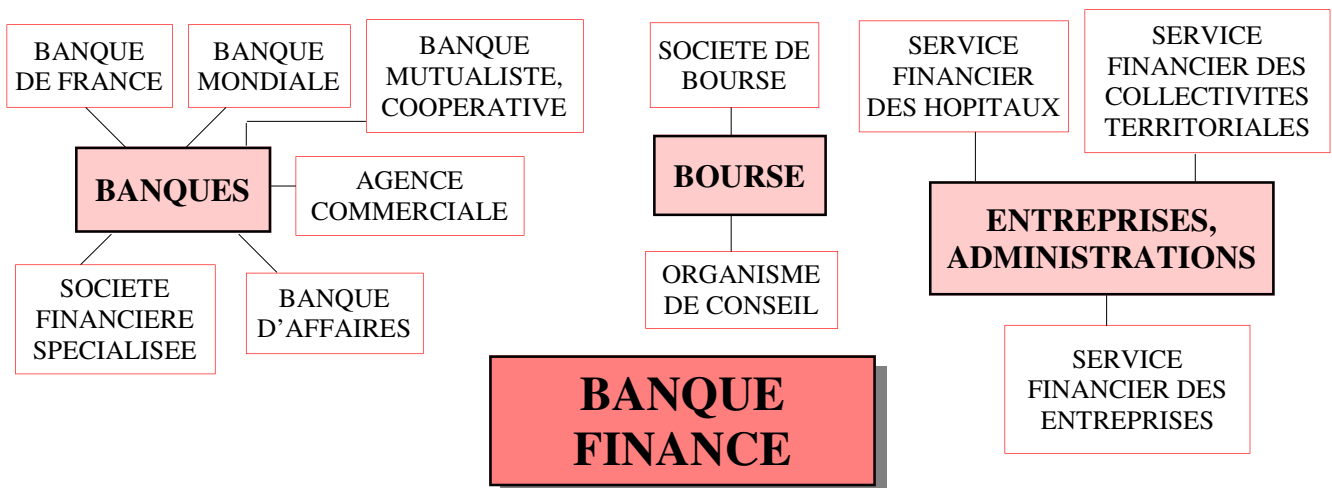 BANQUE
DE FRANCE
BANQUE
MONDIALE
BANQUE
MUTUALISTE,
COOPERATIVE
BANQUES
AGENCE
COMMERCIALE
SOCIETE
FINANCIERE
SPECIALISEE
BANQUE
D’AFFAIRES
SOCIETE DE
BOURSE
BOURSE
ORGANISME
DE CONSEIL
SERVICE
FINANCIER
DES HOPITAUX
SERVICE
FINANCIER DES
COLLECTIVITES
TERRITORIALES
ENTREPRISES,
ADMINISTRATIONS
SERVICE
FINANCIER DES
ENTREPRISES
BANQUE
FINANCE